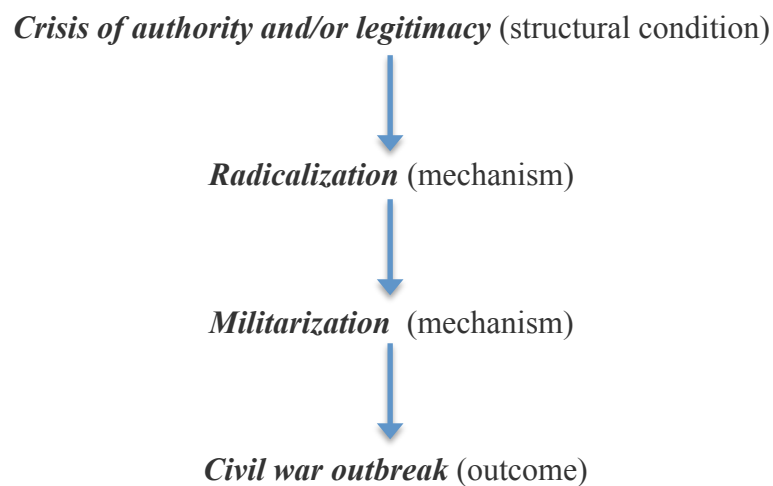 Crisis of authority and/or legitimacy (structural condition)
Radicalization (mechanism)
Militarization (mechanism)
Civil war outbreak (outcome)